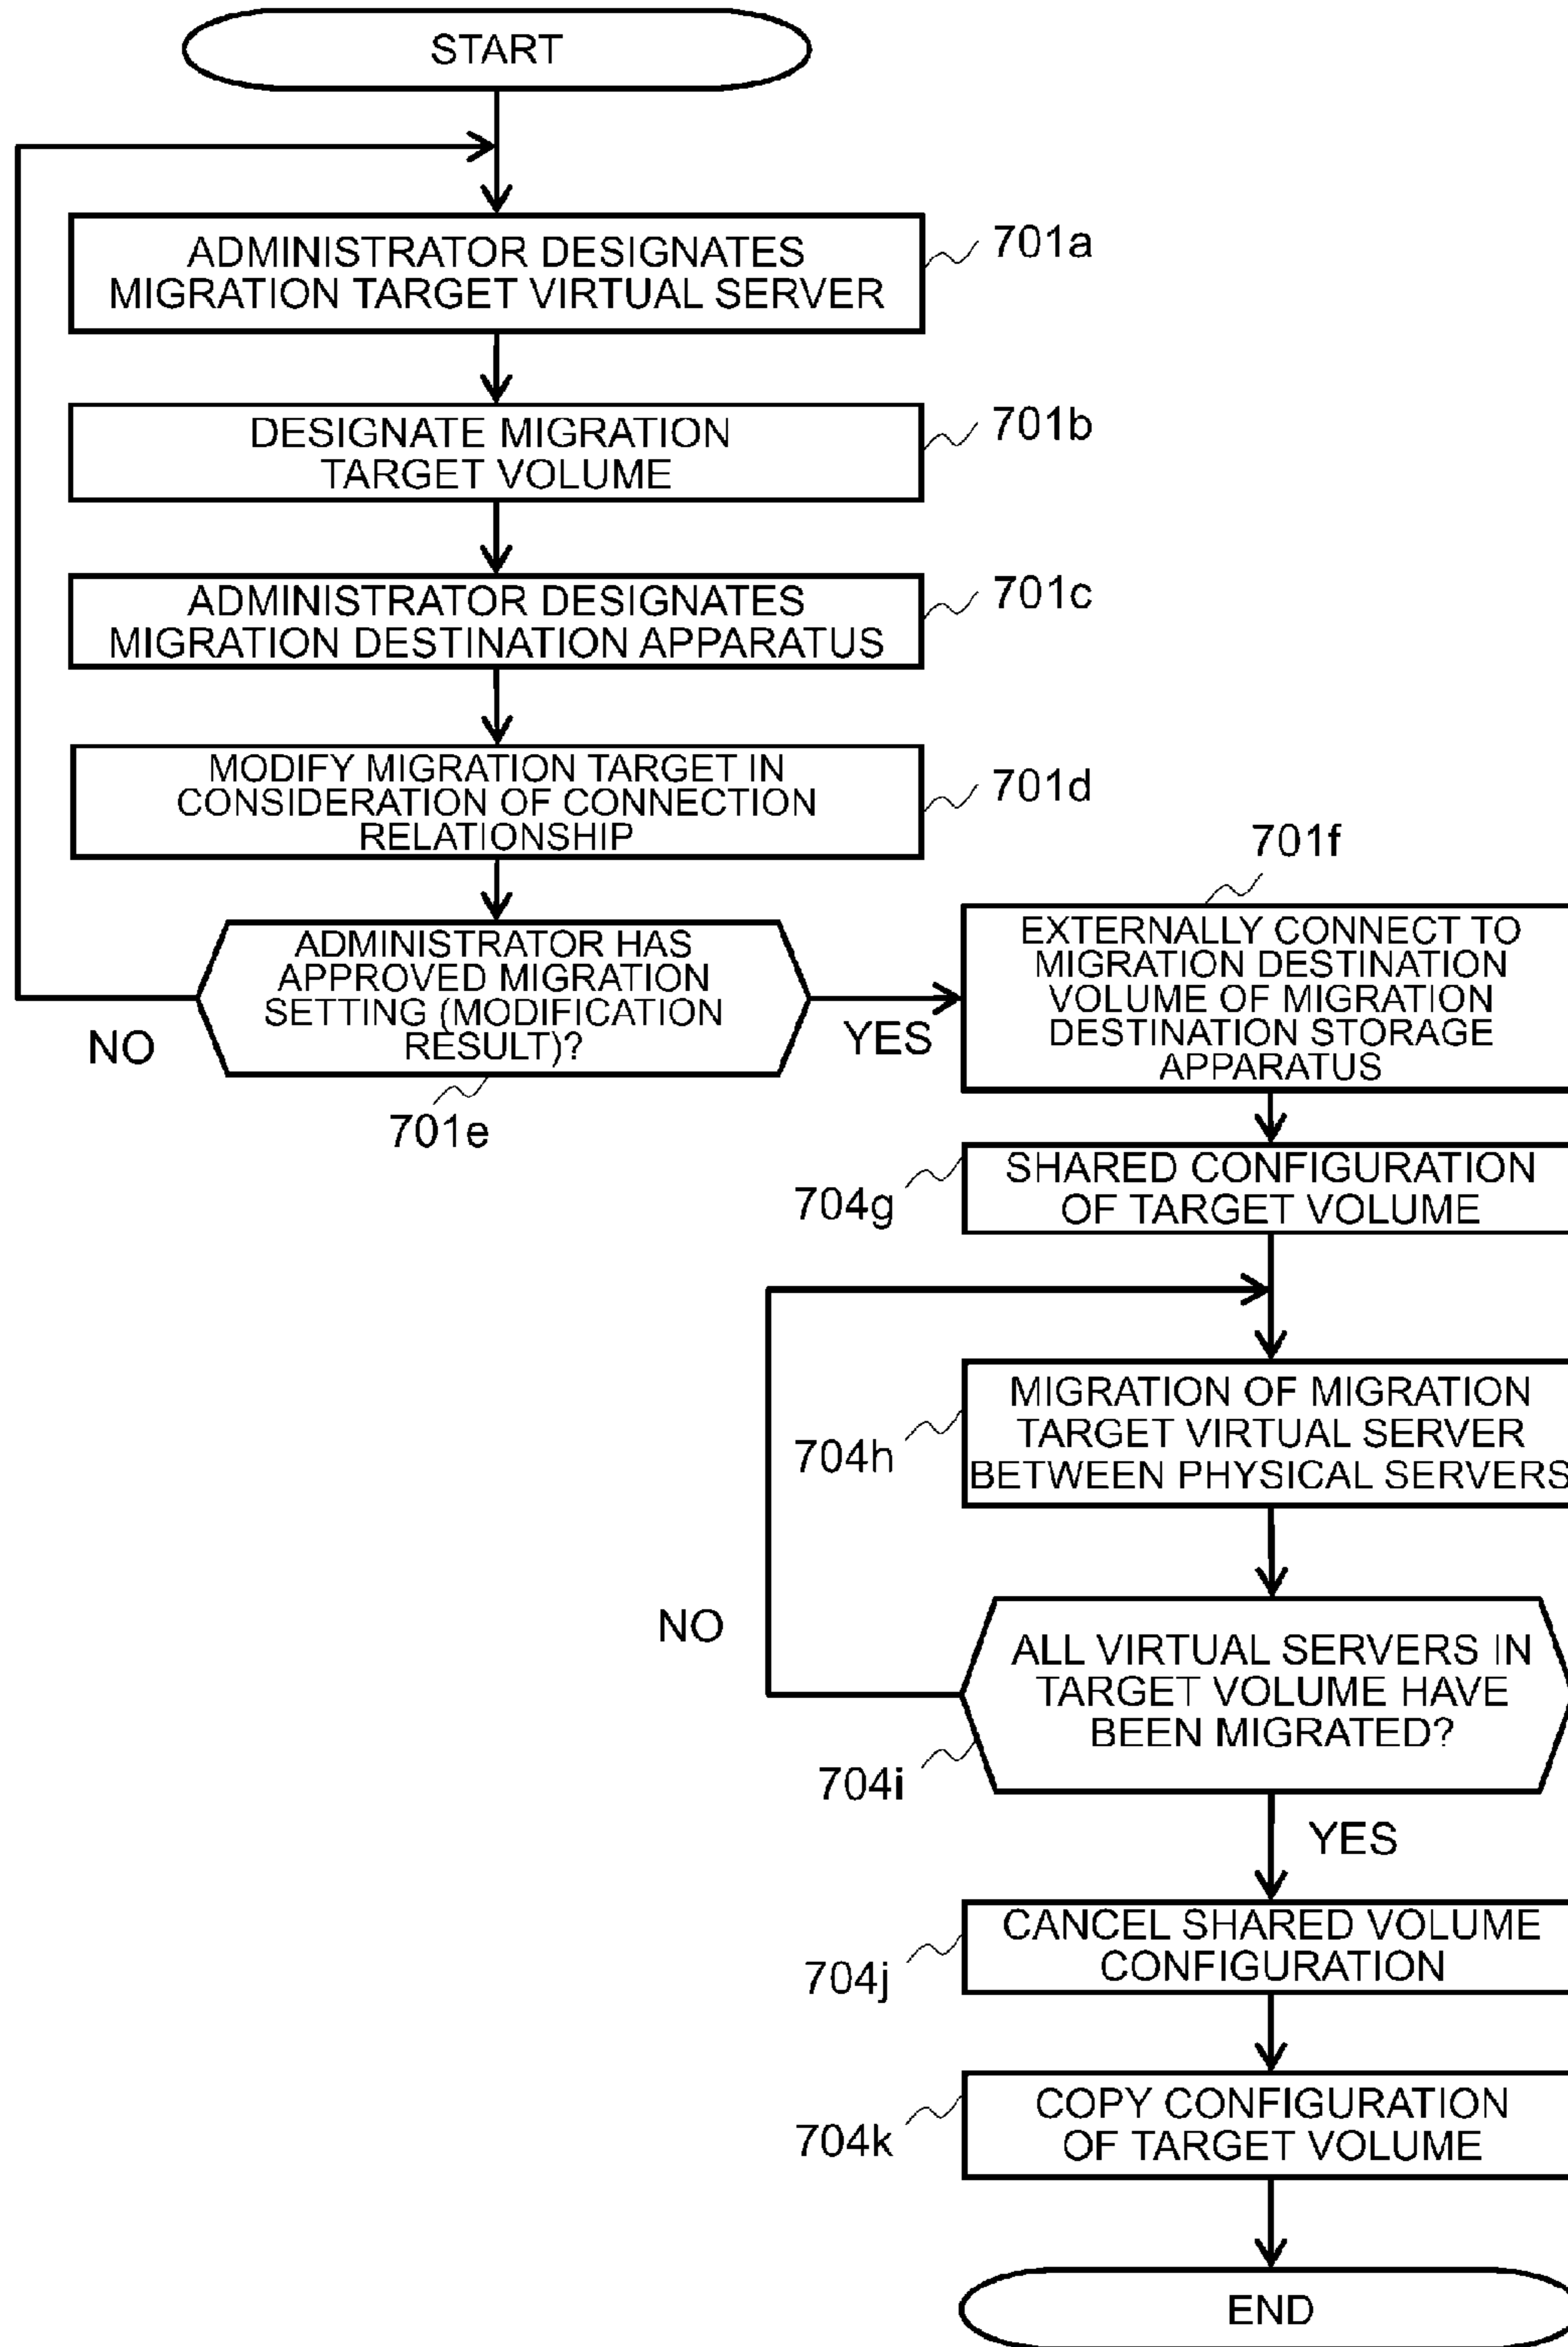 START
ADMINISTRATOR DESIGNATES
MIGRATION TARGET VIRTUAL SERVER
701a
DESIGNATE MIGRATION
TARGET VOLUME
701b
ADMINISTRATOR DESIGNATES
MIGRATION DESTINATION APPARATUS
701c
MODIFY MIGRATION TARGET IN
CONSIDERATION OF CONNECTION
RELATIONSHIP
701d
ADMINISTRATOR HAS
APPROVED MIGRATION
SETTING (MODIFICATION
RESULT)?
NO
YES
701e
701f
EXTERNALLY CONNECT TO
MIGRATION DESTINATION
VOLUME OF MIGRATION
DESTINATION STORAGE
APPARATUS
704g
SHARED CONFIGURATION
OF TARGET VOLUME
704h
MIGRATION OF MIGRATION
TARGET VIRTUAL SERVER
BETWEEN PHYSICAL SERVERS
NO
ALL VIRTUAL SERVERS IN
TARGET VOLUME HAVE
BEEN MIGRATED?
704i
YES
CANCEL SHARED VOLUME
CONFIGURATION
704j
COPY CONFIGURATION
OF TARGET VOLUME
704k
END